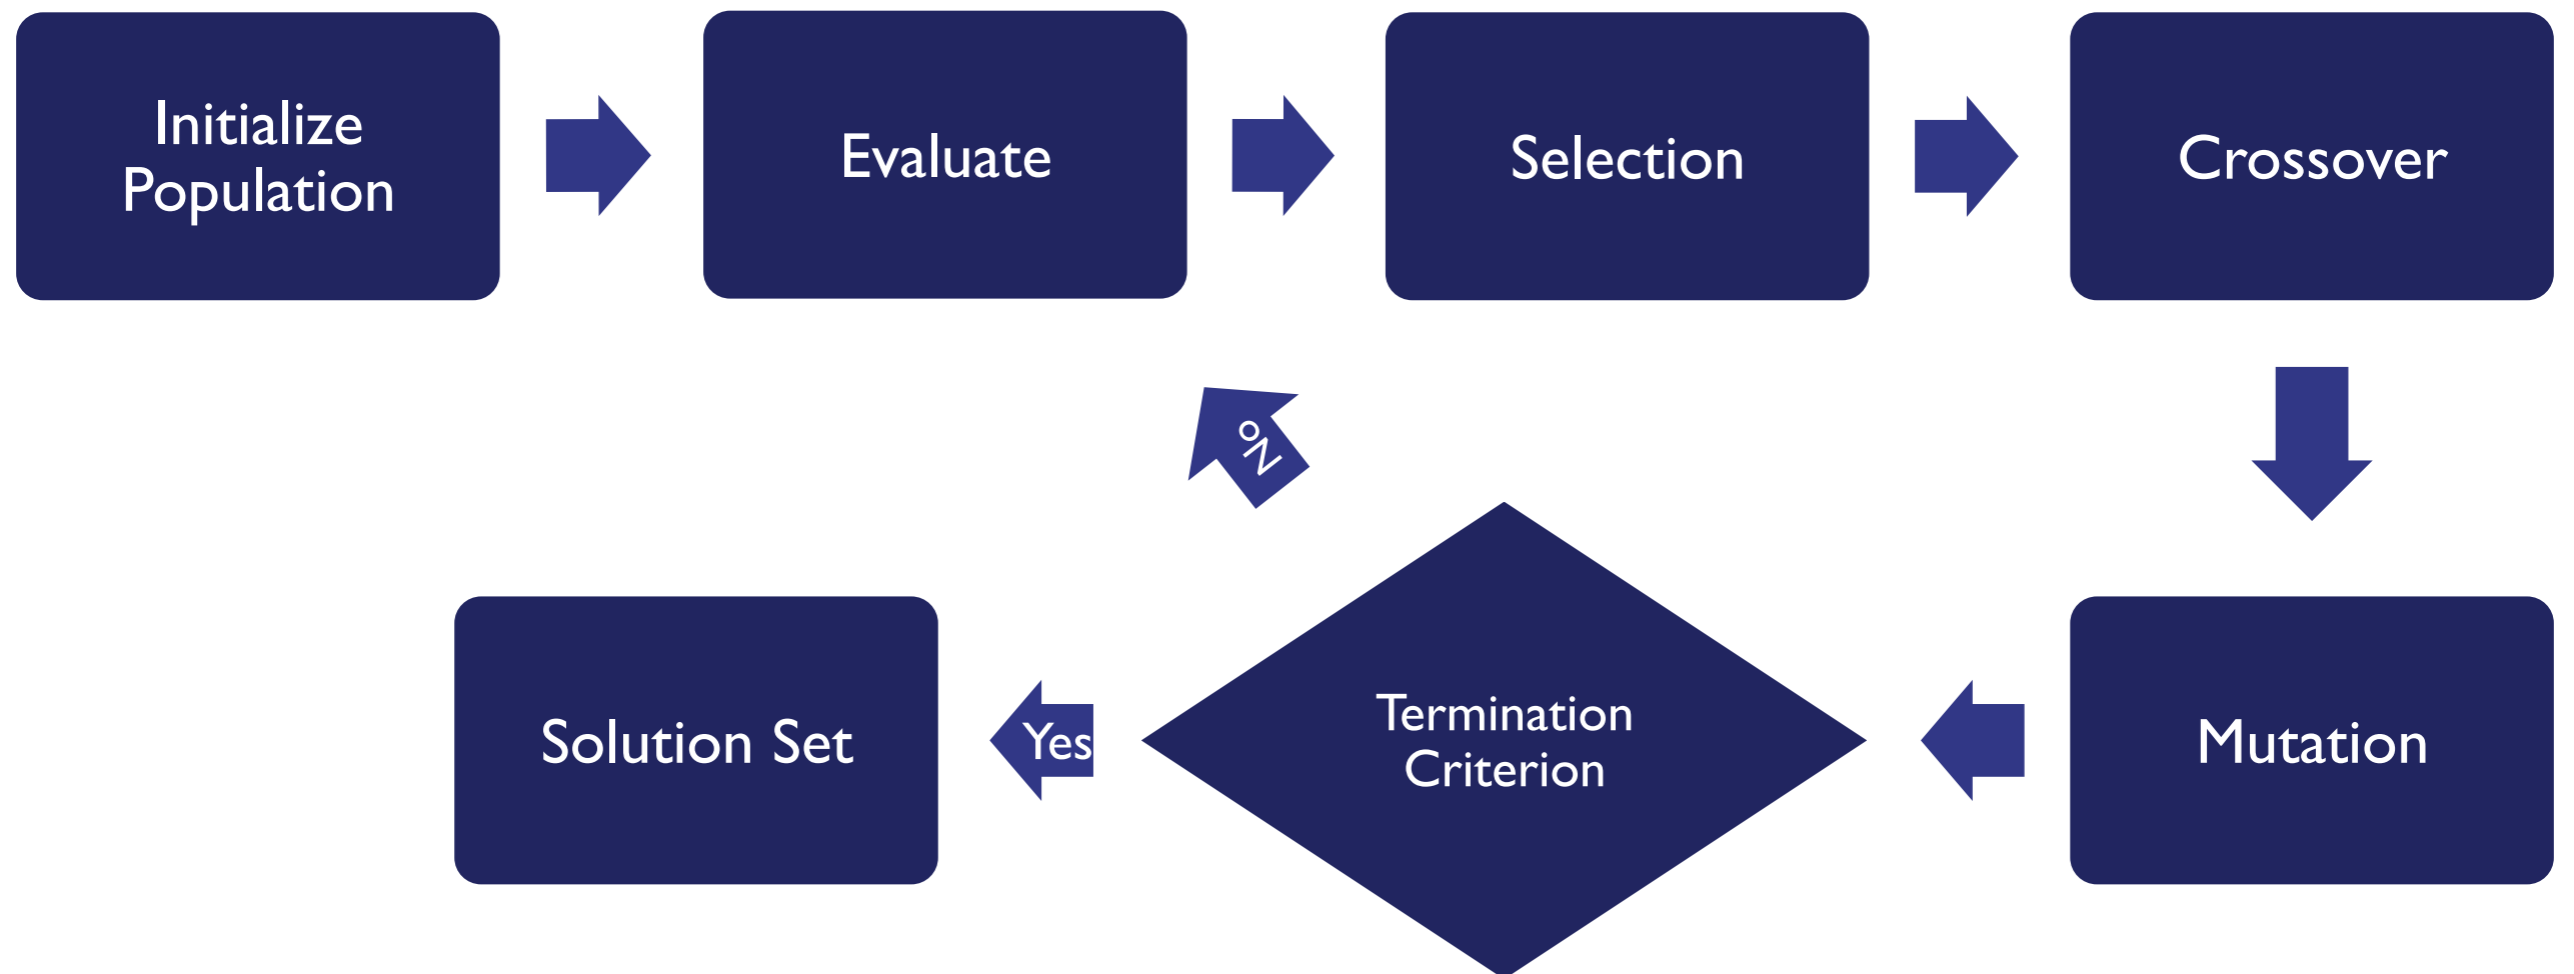 Initialize
Population
Evaluate
Selection
Crossover
No
Solution Set
Yes
Termination
Criterion
Mutation